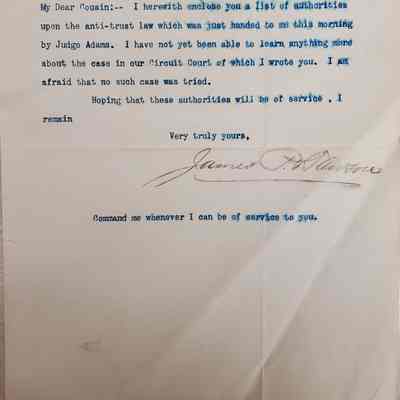 My Dear Cousin:-- I herewith enclose you a list of authorities
upon the anti-trust law which was just handed to me this morning
by Judge Adams. I have not yet been able to learn anything more
about the case in our Circuit Court of which I wrote you. I am
afraid that no such case was tried.
Hoping that these authorities will be of service , I
remain
Very truly yours,
James P.
Command me whenever I can be of service to you.